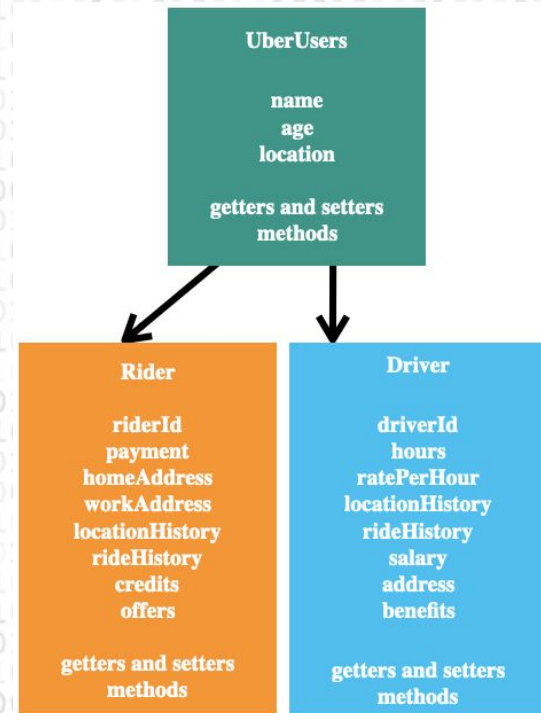 UberUsers
name
age
location
getters and setters
methods
Rider
riderId
payment
homeAddress
workAddress
locationHistory
rideHistory
credits
offers
getters and setters
methods
Driver
driverId
hours
ratePerHour
locationHistory
rideHistory
salary
address
benefits
getters and setters
methods